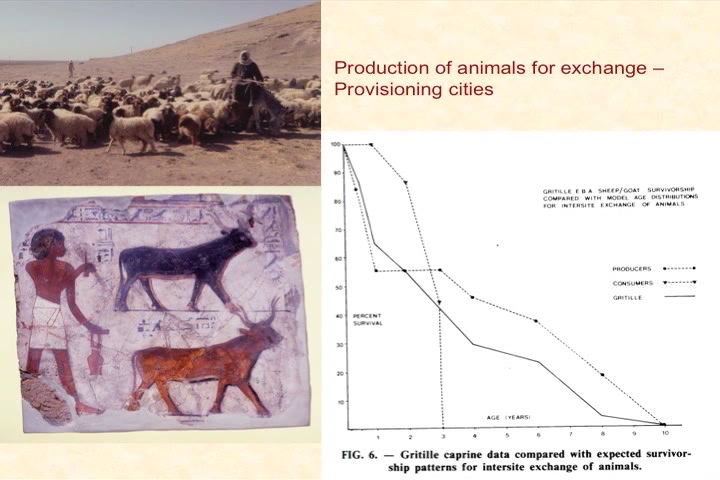 Production of animals for exchange –
Provisioning cities
100
90
80
70
60
50
40
30
20
10
GRITILLE E B A SHEEP/GOAT SURVIVORSHIP
COMPARED WITH MODEL AGE DISTRIBUTIONS
FOR INTERSITE EXCHANGE OF ANIMALS
PRODUCERS
CONSUMERS
GRITILLE
PERCENT
SURVIVAL
AGE (YEARS)
1 2 3 4 5 6 7 8 9 10
FIG. 6. — Gritille caprine data compared with expected survivor-
ship patterns for intersite exchange of animals.